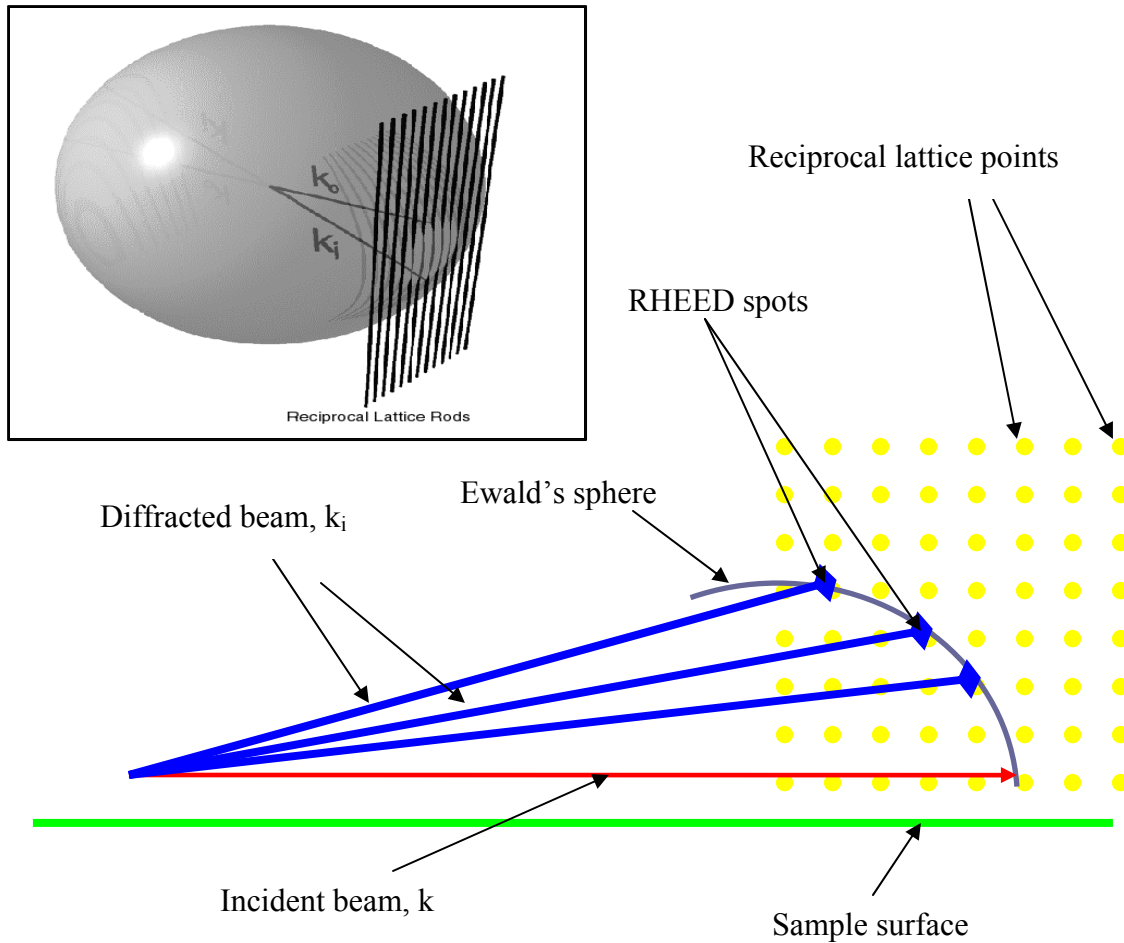 kₒ
kᵢ
Reciprocal Lattice Rods
Reciprocal lattice points
RHEED spots
Ewald’s sphere
Diffracted beam, kᵢ
Incident beam, k
Sample surface